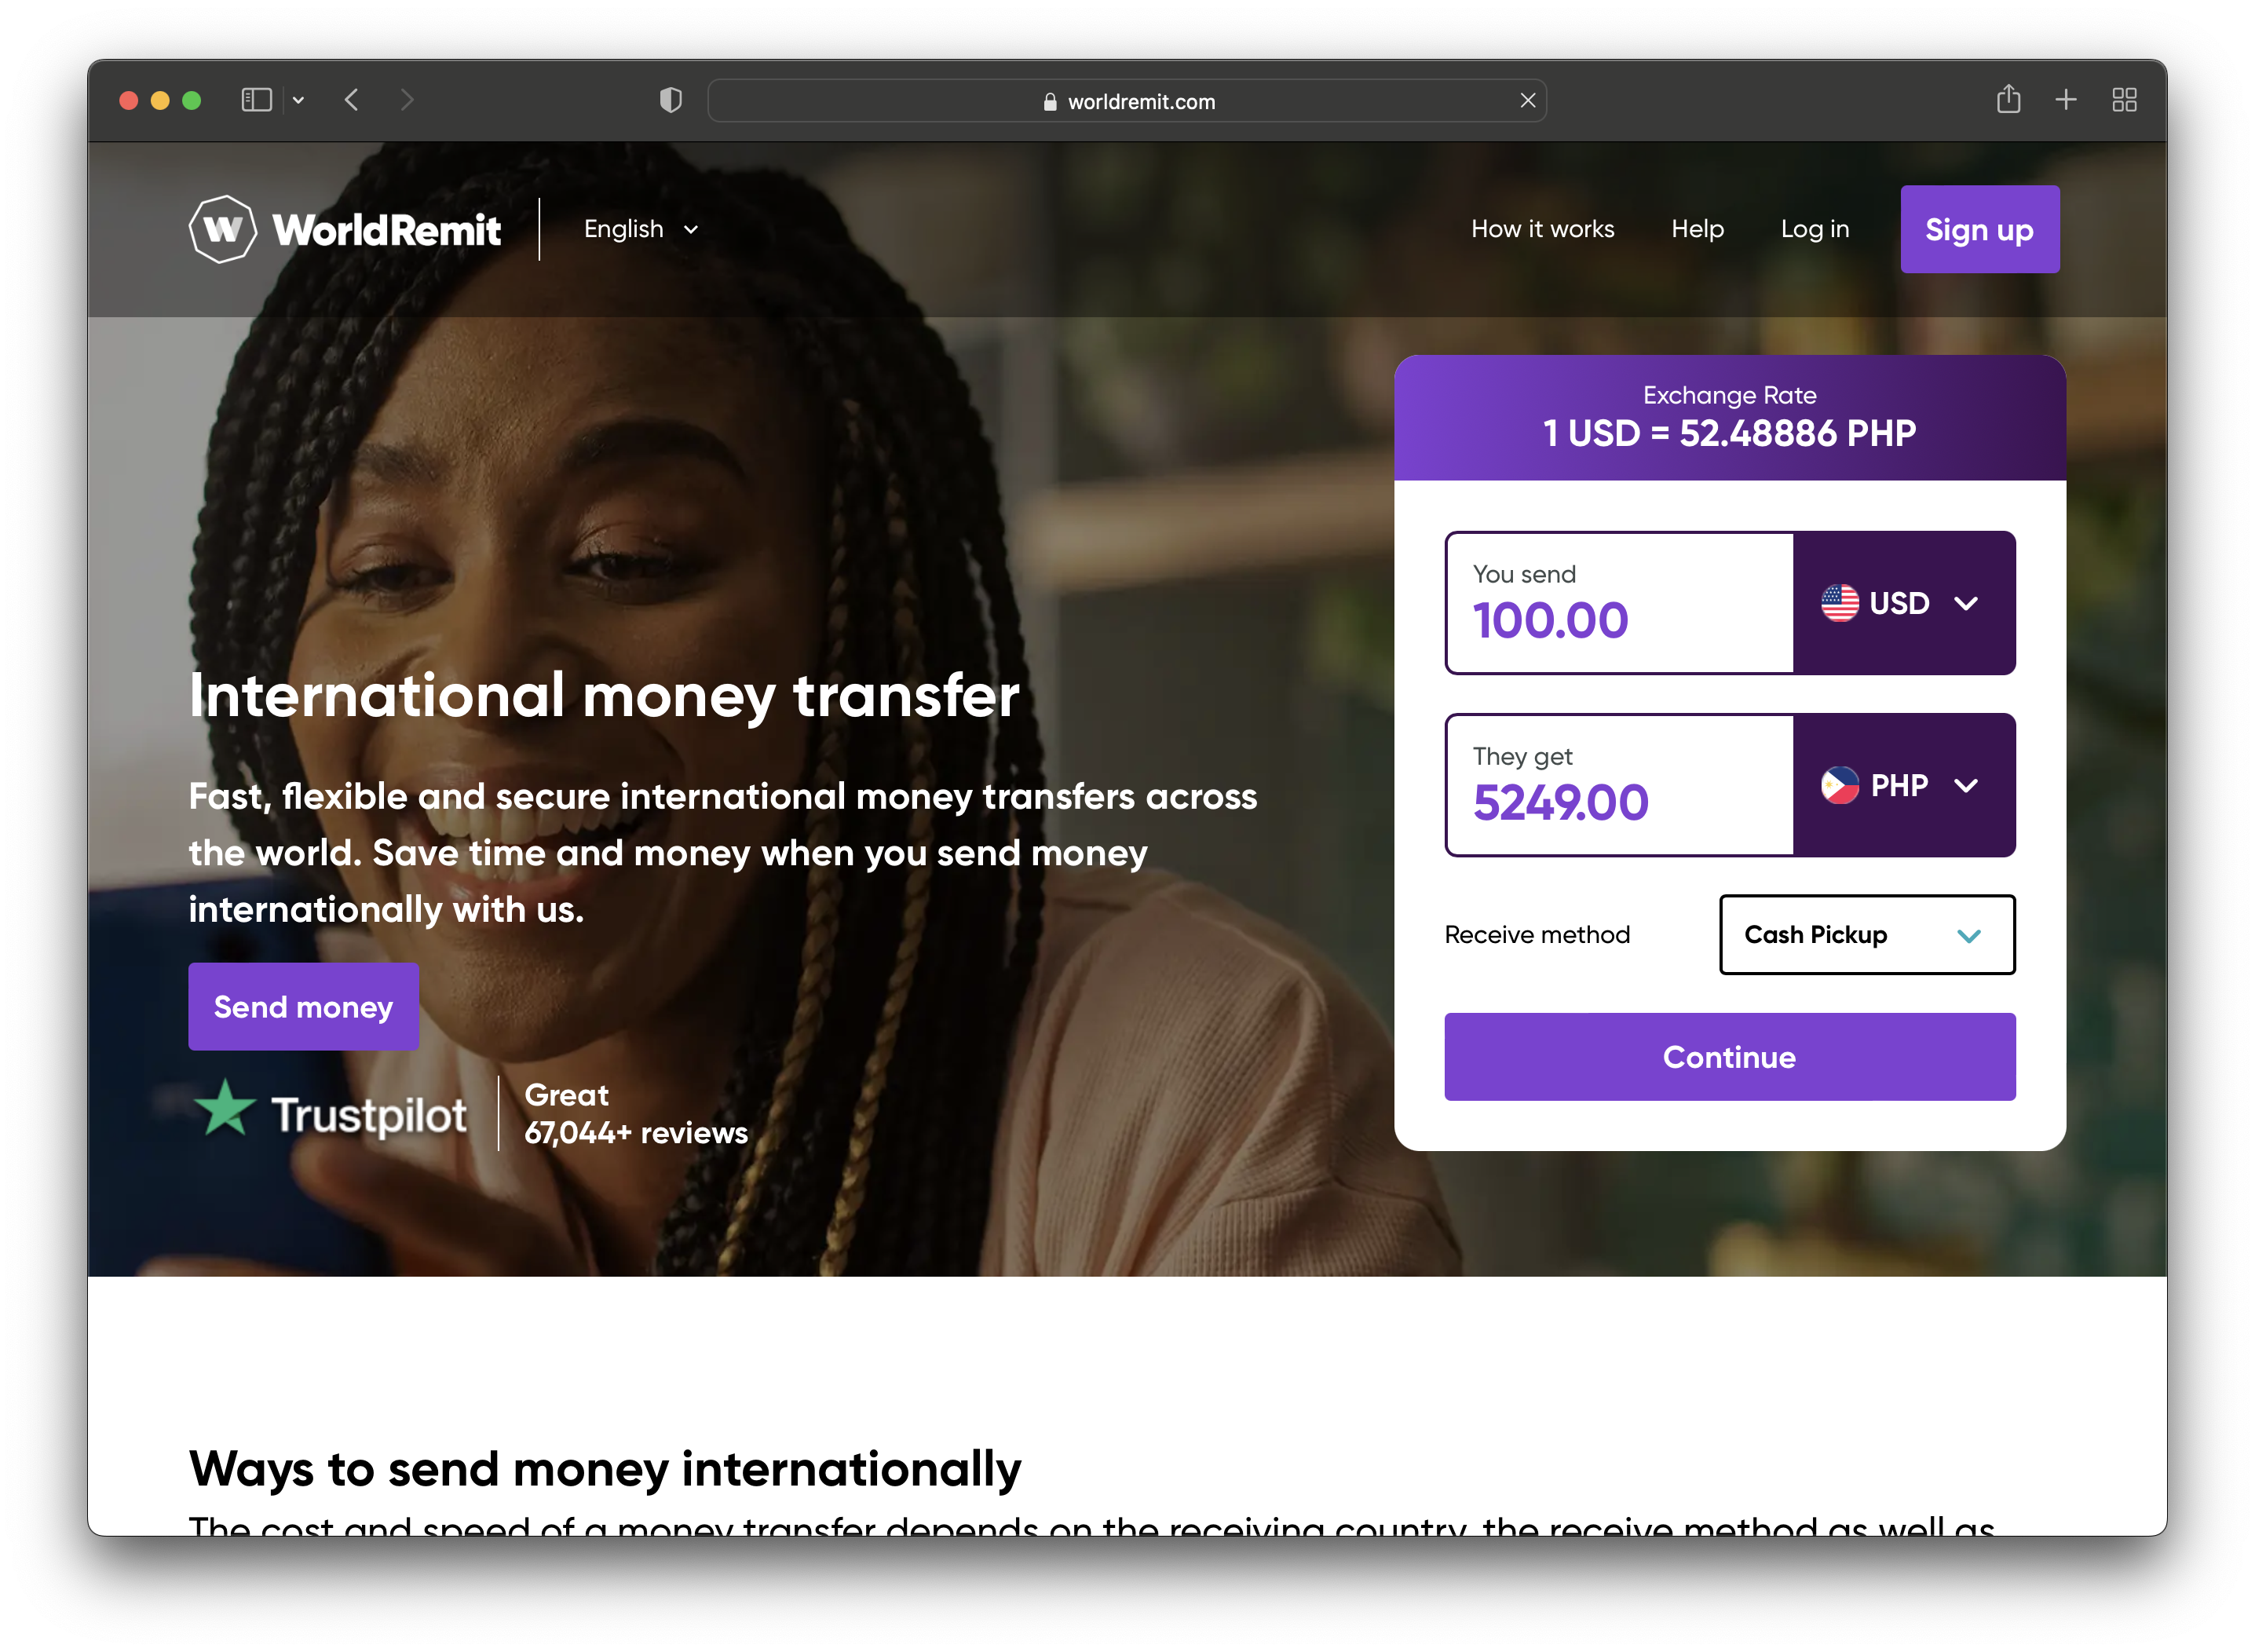 worldremit.com
WorldRemit
English
How it works
Help
Log in
Sign up
Exchange Rate
1 USD = 52.48886 PHP
You send
100.00
USD
They get
5249.00
PHP
Receive method
Cash Pickup
Continue
International money transfer
Fast, flexible and secure international money transfers across
the world. Save time and money when you send money
internationally with us.
Send money
Trustpilot
Great
67,044+ reviews
Ways to send money internationally
The cost and speed of a money transfer depends on the receiving country, the receive method as well as